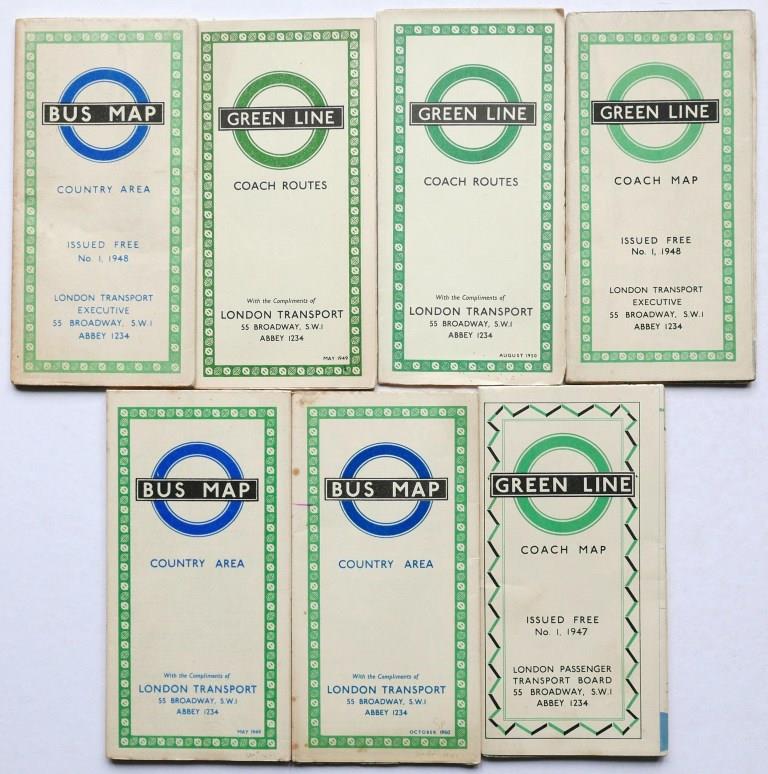 BUS MAP
COUNTRY AREA
ISSUED FREE
No. 1, 1948
LONDON TRANSPORT
EXECUTIVE
55 BROADWAY, S.W.1
ABBEY 1234
GREEN LINE
COACH ROUTES
With the Compliments of
LONDON TRANSPORT
55 BROADWAY, S.W.1
ABBEY 1234
MAY 1949
GREEN LINE
COACH ROUTES
With the Compliments of
LONDON TRANSPORT
55 BROADWAY, S.W.1
ABBEY 1234
AUGUST 1950
GREEN LINE
COACH MAP
ISSUED FREE
No. 1, 1948
LONDON TRANSPORT
EXECUTIVE
55 BROADWAY, S.W.1
ABBEY 1234
BUS MAP
COUNTRY AREA
With the Compliments of
LONDON TRANSPORT
55 BROADWAY, S.W.1
ABBEY 1234
MAY
BUS MAP
COUNTRY AREA
With the Compliments of
LONDON TRANSPORT
55 BROADWAY, S.W.1
ABBEY 1234
OCTOBER 1950
GREEN LINE
COACH MAP
ISSUED FREE
No. 1, 1947
LONDON PASSENGER
TRANSPORT BOARD
55 BROADWAY, S.W.1
ABBEY 1234